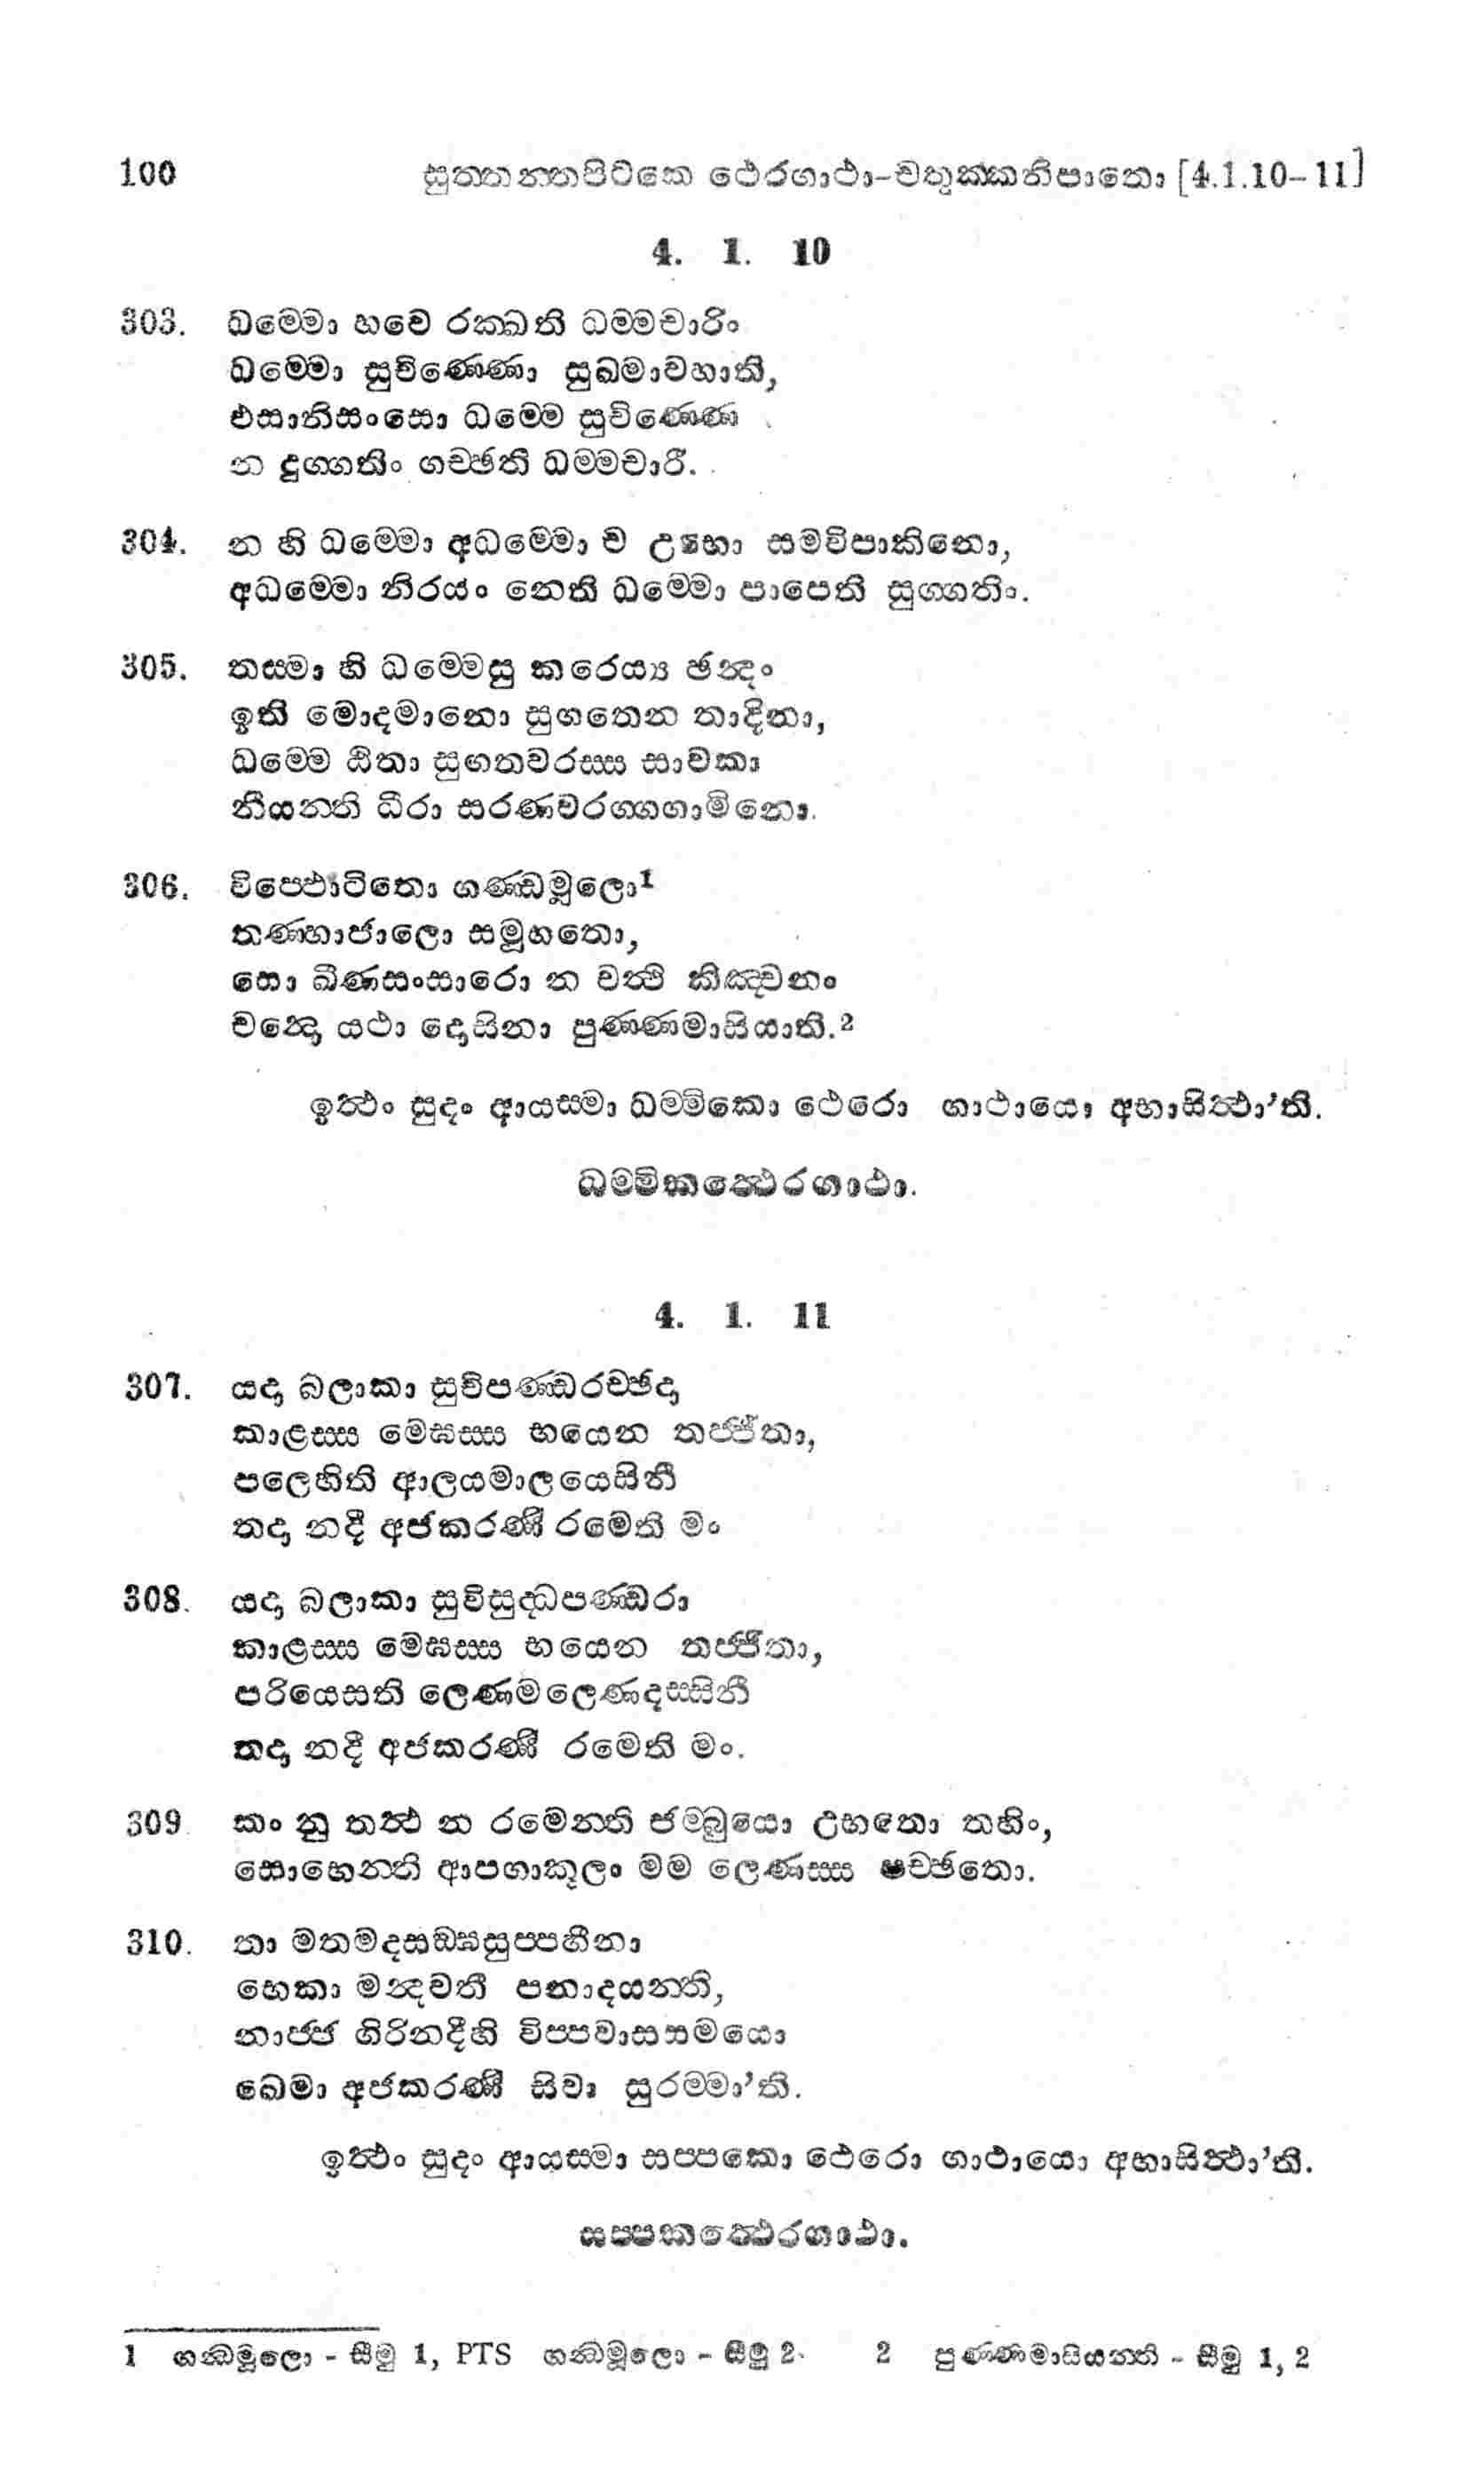 100 සුත්තන්තපිටකෙ ථෙරගාථා-චතුක්කනිපාතො [4.1.10-11]
4. 1. 10
303. ධම්මො හවෙ රක්ඛති ධම්මචාරිං
ධම්මො සුචිණ්ණො සුඛමාවහාති,
එසානිසංසො ධම්මෙ සුචිණ්ණෙ
න දුග්ගතිං ගච්ඡති ධම්මචාරී.
304. න හි ධම්මො අධම්මො ච උභො සමවිපාකිනො,
අධම්මො නිරයං නෙති ධම්මො පාපෙති සුග්ගතිං.
305. තස්මා හි ධම්මෙසු කරෙය්‍ය ඡන්දං
ඉති මොදමානො සුගතෙන තාදිනා,
ධම්මෙ ඨිතා සුගතවරස්ස සාවකා
නීයන්ති ධීරා සරණවරග්ගගාමිනො.
306. විප්ඵොටිතො ගණ්ඩමූලො1
තණ්හාජාලො සමූහතො,
සො ඛීණසංසාරො න චත්ථි කිඤ්චනං
චන්දො යථා දොසිනා පුණ්ණමාසියාති.2
ඉත්ථං සුදං ආයස්මා ධම්මිකො ථෙරො ගාථායො අභාසිත්ථා’ති.
ධම්මිකත්ථෙරගාථා.
4. 1. 11
307. යදා බලාකා සුචිපණ්ඩරච්ඡදා
කාළස්ස මෙඝස්ස භයෙන තජ්ජිතා,
පලෙහිති ආලයමාලයෙසිනී
තදා නදී අජකරණී රමෙති මං
308. යදා බලාකා සුවිසුද්ධපණ්ඩරා
කාළස්ස මෙඝස්ස භයෙන තජ්ජිතා,
පරියෙසති ලෙණමලෙණදස්සිනී
තදා නදී අජකරණී රමෙති මං.
309. කං නු තත්ථ න රමෙන්ති ජම්බුයො උභතො තහිං,
සොභෙන්ති ආපගාකූලං මම ලෙණස්ස පච්ඡතො.
310. තා මතමදසඞ්ඝසුප්පහීනා
භෙකා මන්දවතී පනාදයන්ති,
නාජ්ජ ගිරිනදීහි විප්පවාසසමයො
ඛෙමා අජකරණී සිවා සුරම්මා’ති.
ඉත්ථං සුදං ආයස්මා සප්පකො ථෙරො ගාථායො අභාසිත්ථා’ති.
සප්පකත්ථෙරගාථා.
1 ගන්ධමූලො - සීමු 1, PTS ගන්ධිමූලො - සීමු 2. 2 පුණ්ණමාසියන්ති - සීමු 1, 2